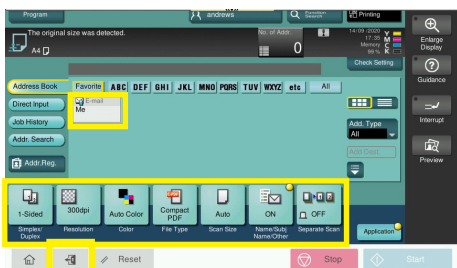 Program
andrews
Function Search
Printing
The original size was detected.
No. of Addr.
14/09/2020
17:35
Y
M
C
K
A4
0
Memory
99 %
Enlarge Display
Check Setting
Address Book
Favorite
ABC
DEF
GHI
JKL
MNO
PQRS
TUV
WXYZ
etc
All
Guidance
Direct Input
E-mail
Me
Job History
Add. Type
All
Interrupt
Addr. Search
Add Dest.
Addr.Reg.
Preview
1-Sided
300dpi
Auto Color
Compact PDF
Auto
ON
OFF
Simplex/Duplex
Resolution
Color
File Type
Scan Size
Name/Subj Name/Other
Separate Scan
Application
Reset
Stop
Start